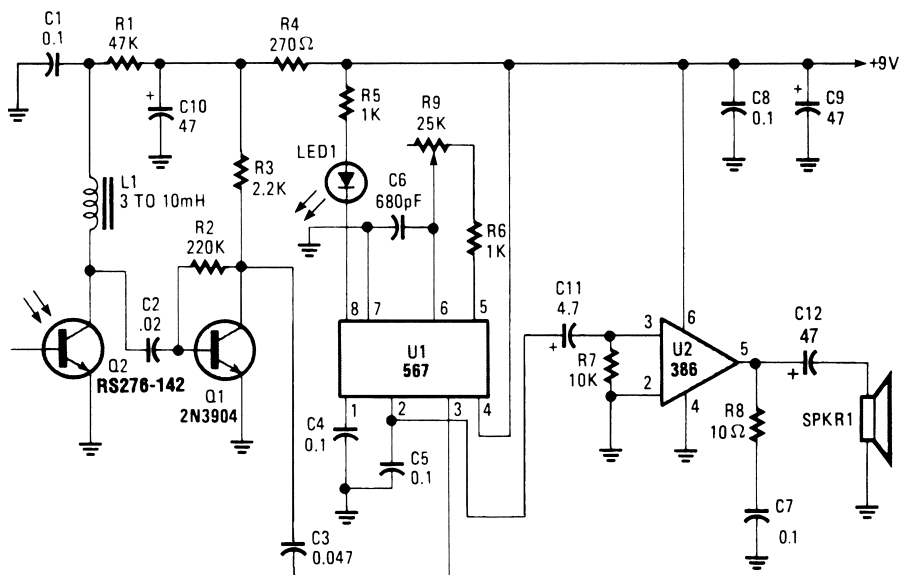 C1
0.1
R1
47K
R4
270Ω
+9V
+
C10
47
R5
1K
R9
25K
C8
0.1
+
C9
47
LED1
R3
2.2K
C6
680pF
L1
3 TO 10mH
R2
220K
R6
1K
C2
.02
8
7
6
5
U1
567
1
2
3
4
Q2
RS276-142
Q1
2N3904
C11
4.7
+
3
2
6
U2
386
5
4
R7
10K
C12
47
+
R8
10Ω
SPKR1
C4
0.1
C5
0.1
C3
0.047
C7
0.1